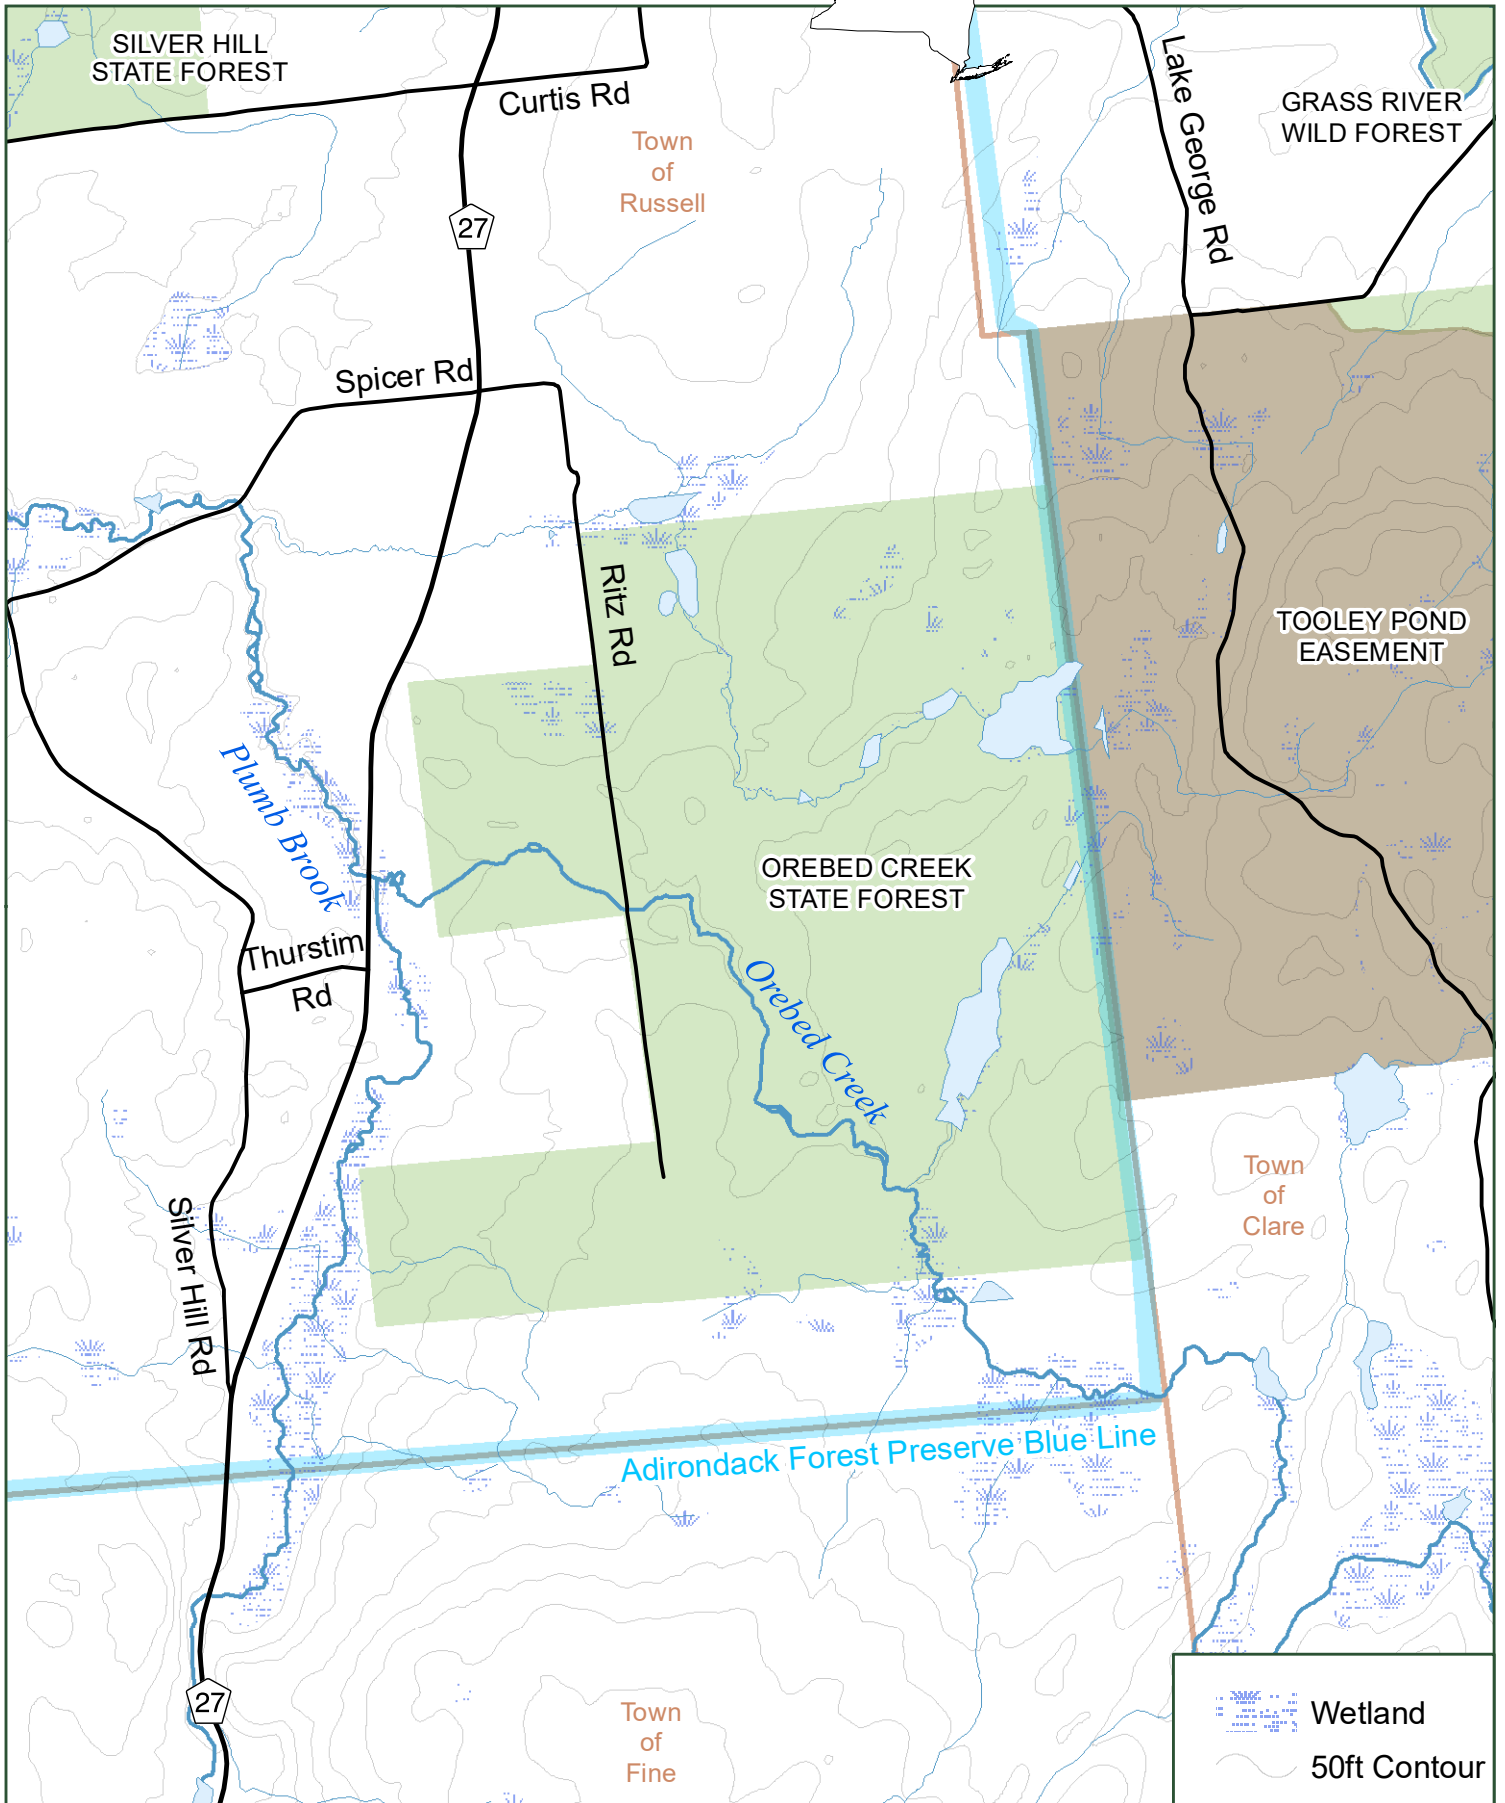 SILVER HILL
STATE FOREST
Curtis Rd
Lake George Rd
GRASS RIVER
WILD FOREST
Town
of
Russell
27
Spicer Rd
Ritz Rd
TOOLEY POND
EASEMENT
Plumb Brook
OREBED CREEK
STATE FOREST
Thurstim
Rd
Orebed Creek
Town
of
Clare
Silver Hill Rd
Adirondack Forest Preserve Blue Line
27
Town
of
Fine
Wetland
50ft Contour